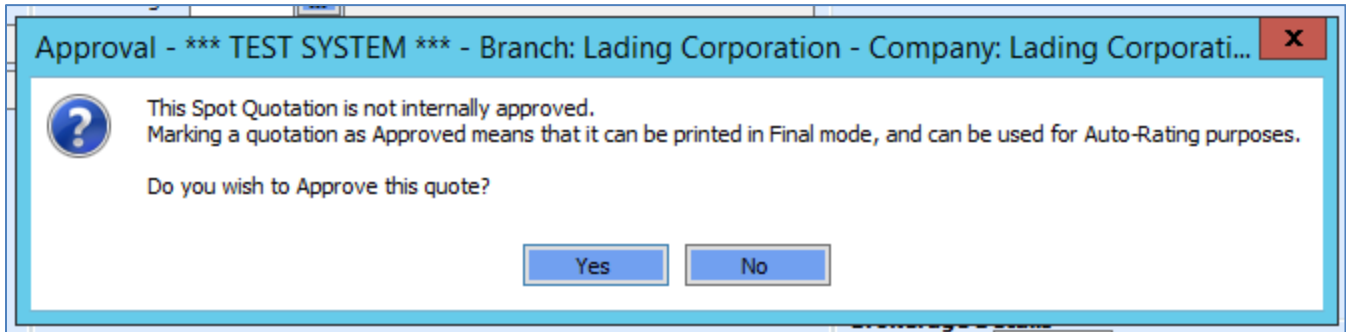 Approval - *** TEST SYSTEM *** - Branch: Lading Corporation - Company: Lading Corporati...
X
This Spot Quotation is not internally approved.
Marking a quotation as Approved means that it can be printed in Final mode, and can be used for Auto-Rating purposes.
Do you wish to Approve this quote?
Yes No